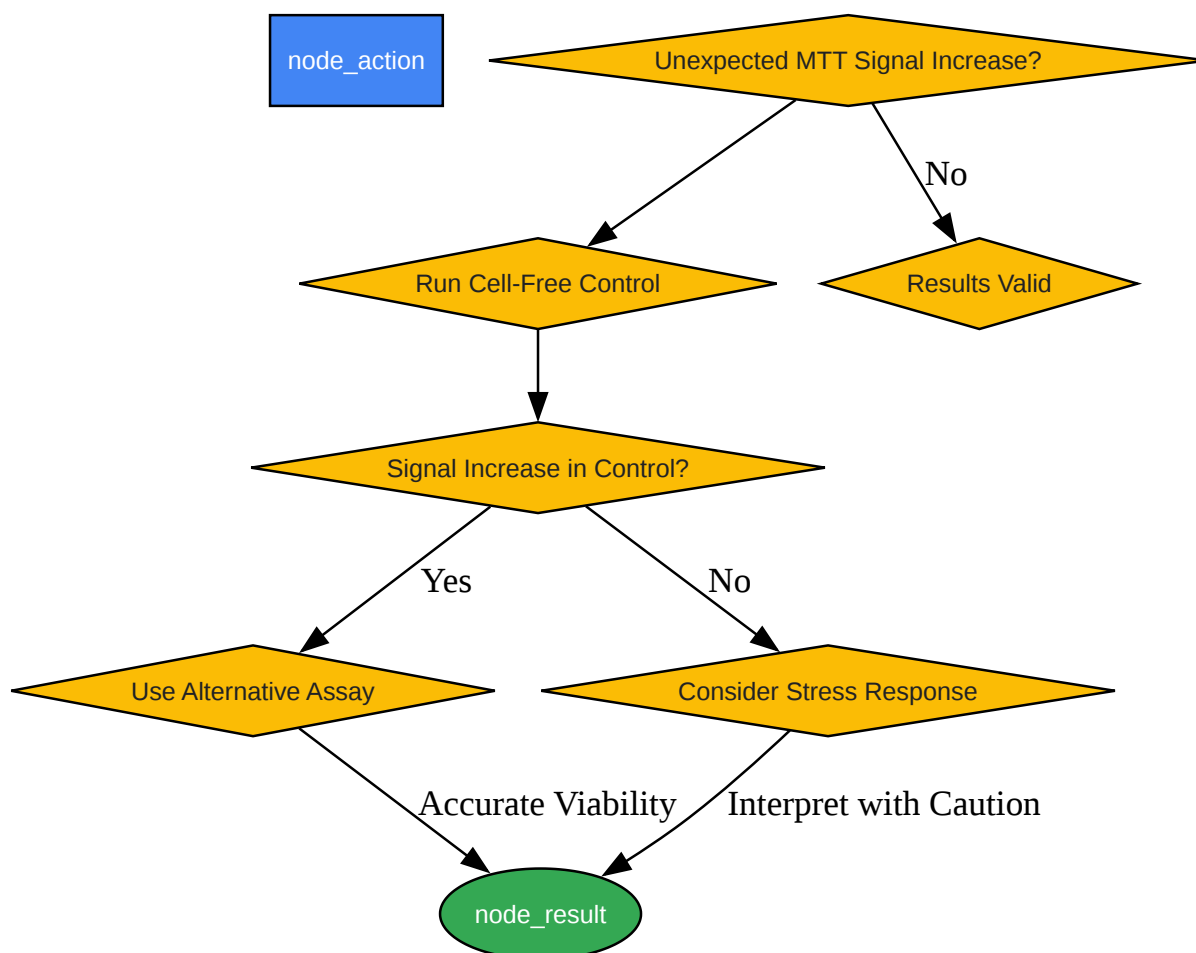 node_action
Unexpected MTT Signal Increase?
No
Run Cell-Free Control
Results Valid
Signal Increase in Control?
Yes
No
Use Alternative Assay
Consider Stress Response
Accurate Viability
Interpret with Caution
node_result